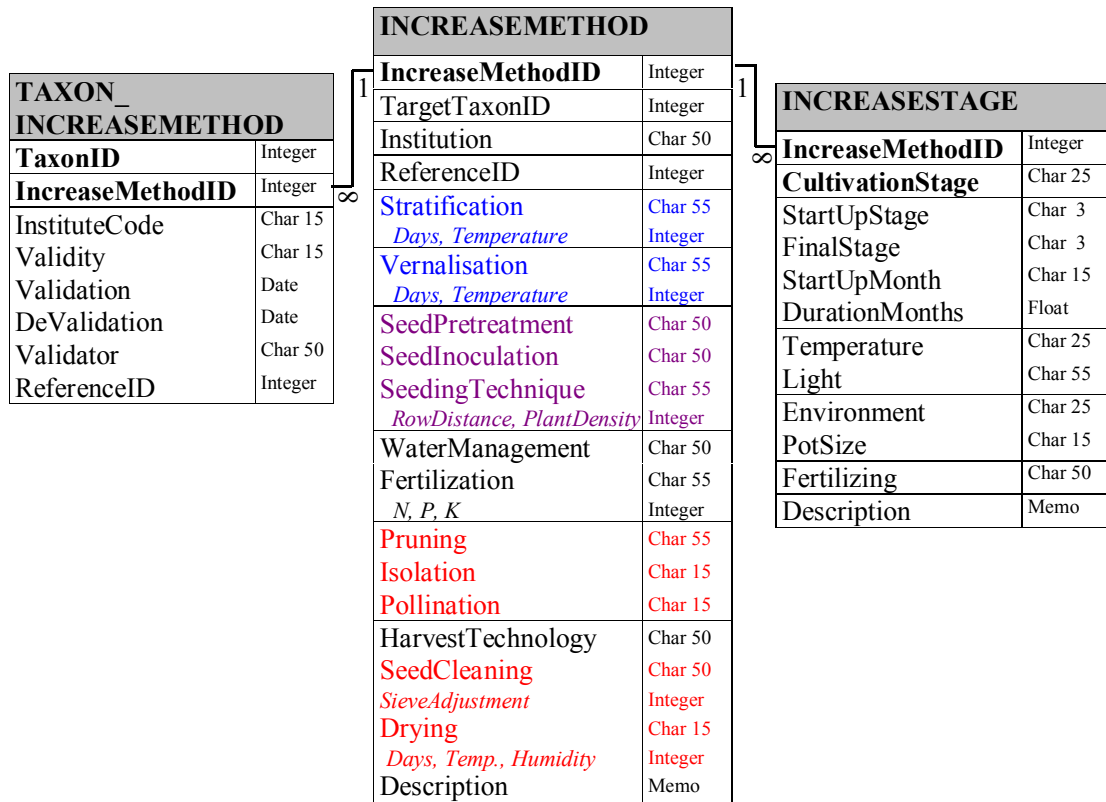 TAXON_
INCREASEMETHOD
TaxonID Integer
IncreaseMethodID Integer
InstituteCode Char 15
Validity Char 15
Validation Date
DeValidation Date
Validator Char 50
ReferenceID Integer
1
∞
INCREASEMETHOD
IncreaseMethodID Integer
TargetTaxonID Integer
Institution Char 50
ReferenceID Integer
Stratification Char 55
Days, Temperature Integer
Vernalisation Char 55
Days, Temperature Integer
SeedPretreatment Char 50
SeedInoculation Char 50
SeedingTechnique Char 55
RowDistance, PlantDensity Integer
WaterManagement Char 50
Fertilization Char 55
N, P, K Integer
Pruning Char 55
Isolation Char 15
Pollination Char 15
HarvestTechnology Char 50
SeedCleaning Char 50
SieveAdjustment Integer
Drying Char 15
Days, Temp., Humidity Integer
Description Memo
1
∞
INCREASESTAGE
IncreaseMethodID Integer
CultivationStage Char 25
StartUpStage Char 3
FinalStage Char 3
StartUpMonth Char 15
DurationMonths Float
Temperature Char 25
Light Char 55
Environment Char 25
PotSize Char 15
Fertilizing Char 50
Description Memo